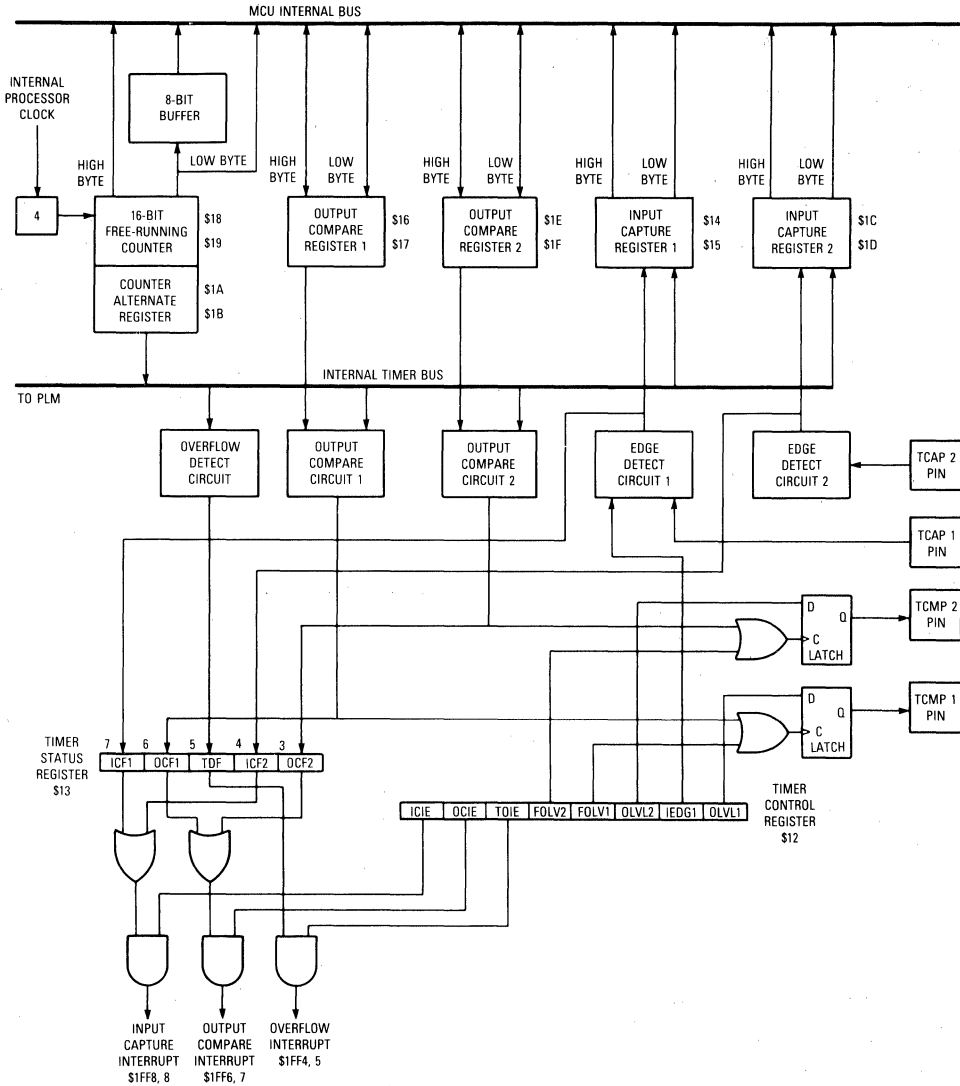 MCU INTERNAL BUS
INTERNAL
PROCESSOR
CLOCK
8-BIT
BUFFER
HIGH
BYTE
LOW BYTE
HIGH
BYTE
LOW
BYTE
HIGH
BYTE
LOW
BYTE
HIGH
BYTE
LOW
BYTE
HIGH
BYTE
LOW
BYTE
4
16-BIT
FREE-RUNNING
COUNTER
$18
$19
COUNTER
ALTERNATE
REGISTER
$1A
$1B
OUTPUT
COMPARE
REGISTER 1
$16
$17
OUTPUT
COMPARE
REGISTER 2
$1E
$1F
INPUT
CAPTURE
REGISTER 1
$14
$15
INPUT
CAPTURE
REGISTER 2
$1C
$1D
INTERNAL TIMER BUS
TO PLM
OVERFLOW
DETECT
CIRCUIT
OUTPUT
COMPARE
CIRCUIT 1
OUTPUT
COMPARE
CIRCUIT 2
EDGE
DETECT
CIRCUIT 1
EDGE
DETECT
CIRCUIT 2
TCAP 2
PIN
TCAP 1
PIN
D
Q
C
LATCH
TCMP 2
PIN
D
Q
C
LATCH
TCMP 1
PIN
TIMER
STATUS
REGISTER
$13
7 6 5 4 3
ICF1 OCF1 TDF ICF2 OCF2
ICIE OCIE TOIE FOLV2 FOLV1 OLVL2 IEDG1 OLVL1
TIMER
CONTROL
REGISTER
$12
INPUT
CAPTURE
INTERRUPT
$1FF8, 8
OUTPUT
COMPARE
INTERRUPT
$1FF6, 7
OVERFLOW
INTERRUPT
$1FF4, 5